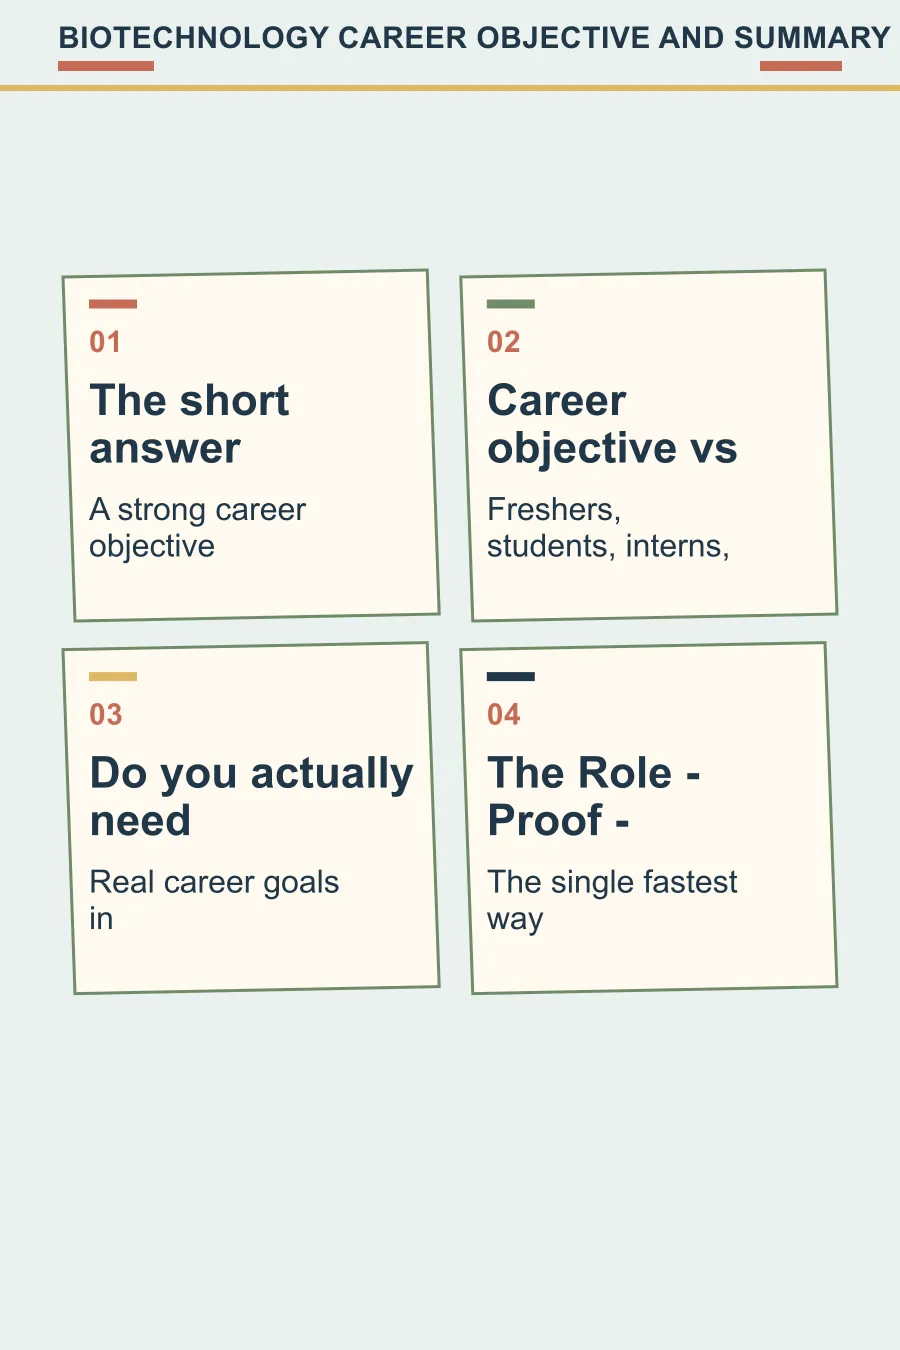 BIOTECHNOLOGY CAREER OBJECTIVE AND SUMMARY
01
The short
answer
A strong career
objective
02
Career
objective vs
Freshers,
students, interns,
03
Do you actually
need
Real career goals
in
04
The Role -
Proof -
The single fastest
way